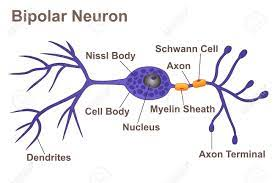 Bipolar Neuron
Nissl Body
Schwann Cell
Axon
Cell Body
Myelin Sheath
Nucleus
Dendrites
Axon Terminal